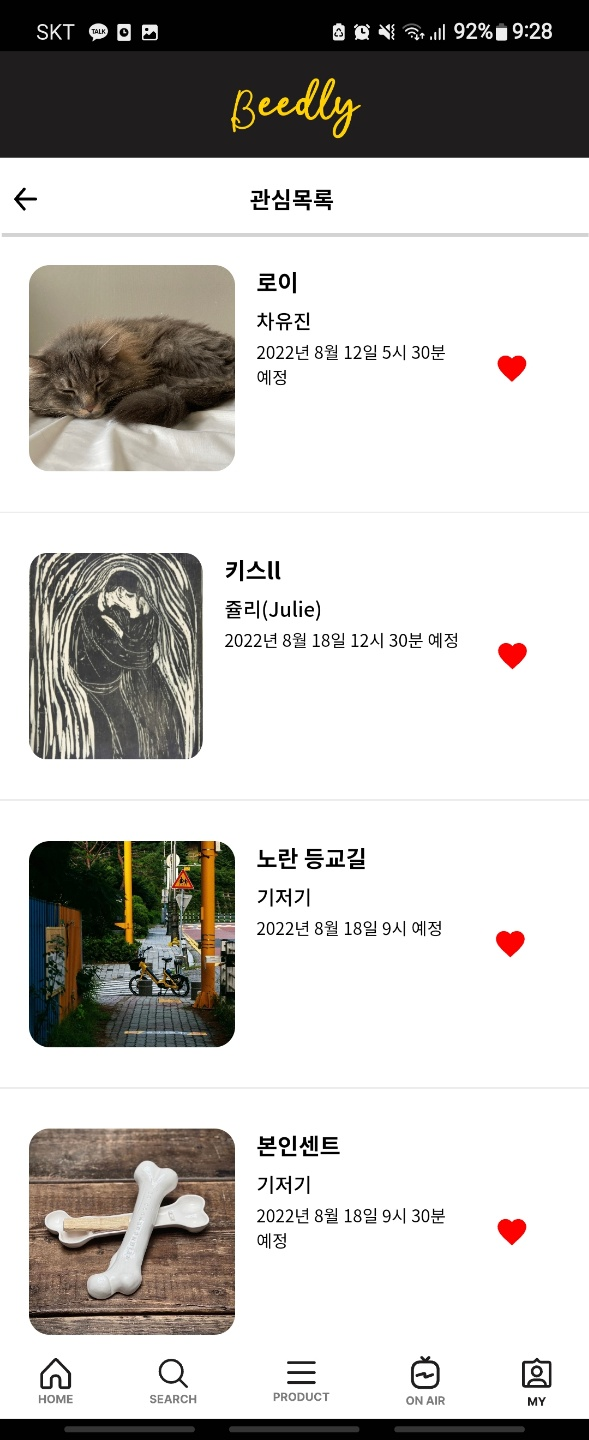 SKT TALK 92% 9:28
Beedly
관심목록
로이
차유진
2022년 8월 12일 5시 30분
예정
키스ll
쥴리(Julie)
2022년 8월 18일 12시 30분 예정
노란 등교길
기저기
2022년 8월 18일 9시 예정
본인센트
기저기
2022년 8월 18일 9시 30분
예정
HOME SEARCH PRODUCT ON AIR MY